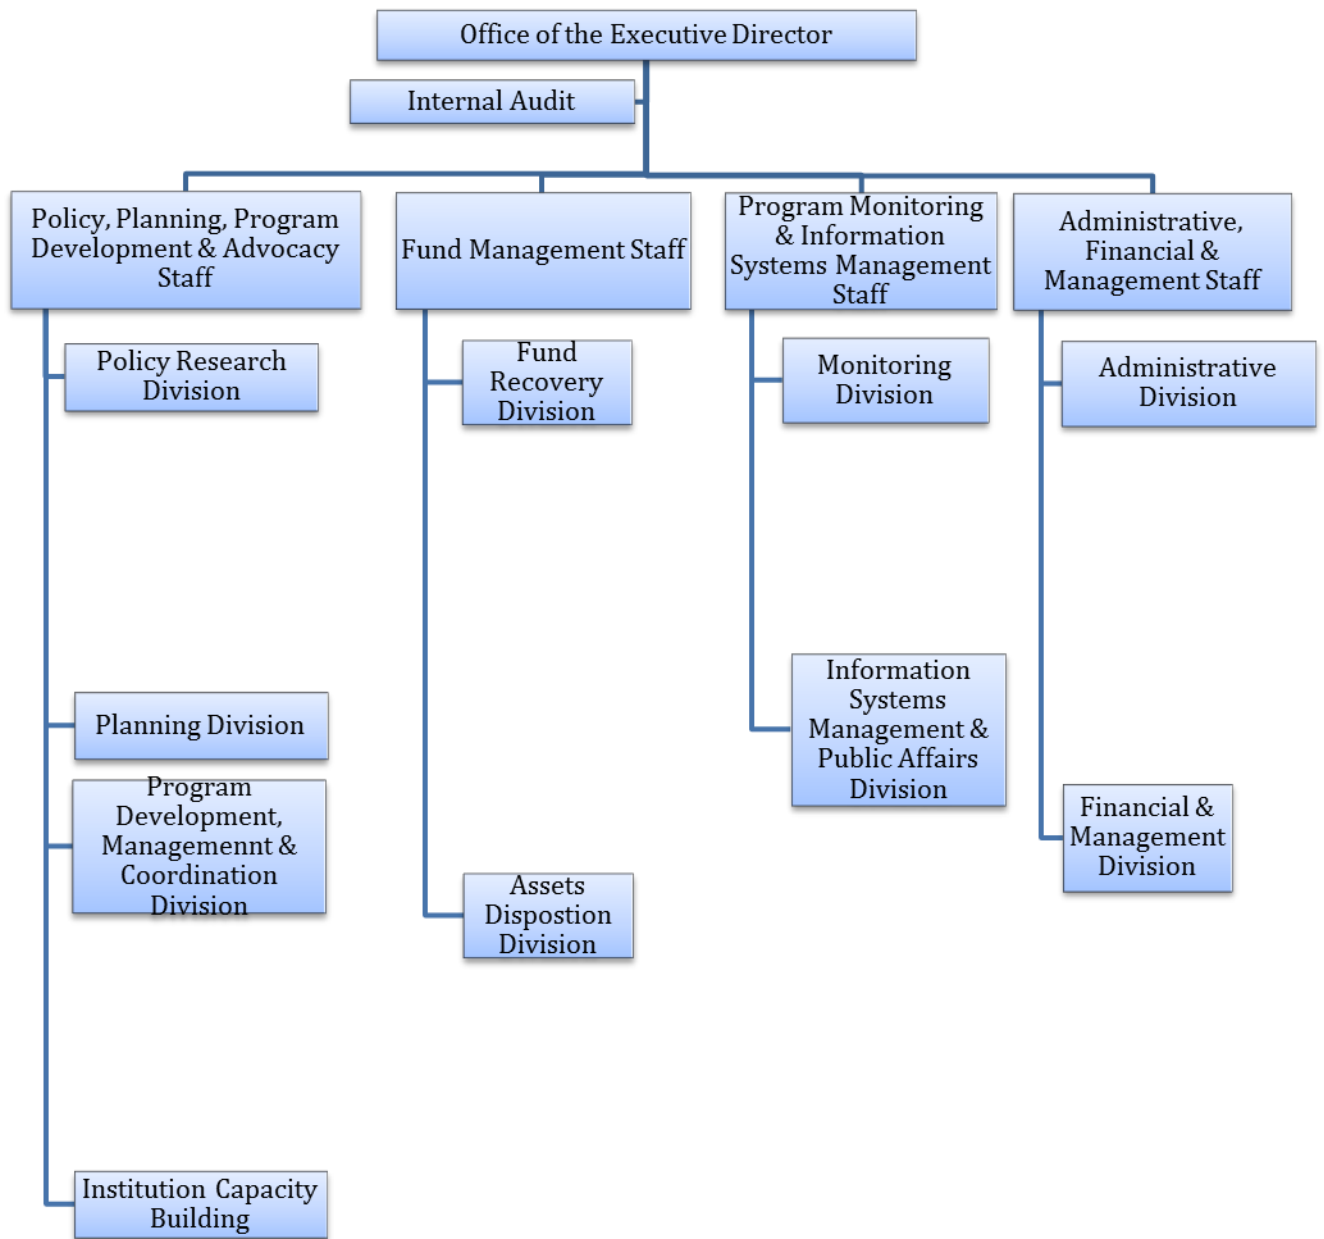 Office of the Executive Director
Internal Audit
Policy, Planning, Program
Development & Advocacy
Staff
Fund Management Staff
Program Monitoring
& Information
Systems Management
Staff
Administrative,
Financial &
Management Staff
Policy Research
Division
Fund
Recovery
Division
Monitoring
Division
Administrative
Division
Planning Division
Program
Development,
Managemennt &
Coordination
Division
Information
Systems
Management &
Public Affairs
Division
Financial &
Management
Division
Assets
Dispostion
Division
Institution Capacity
Building